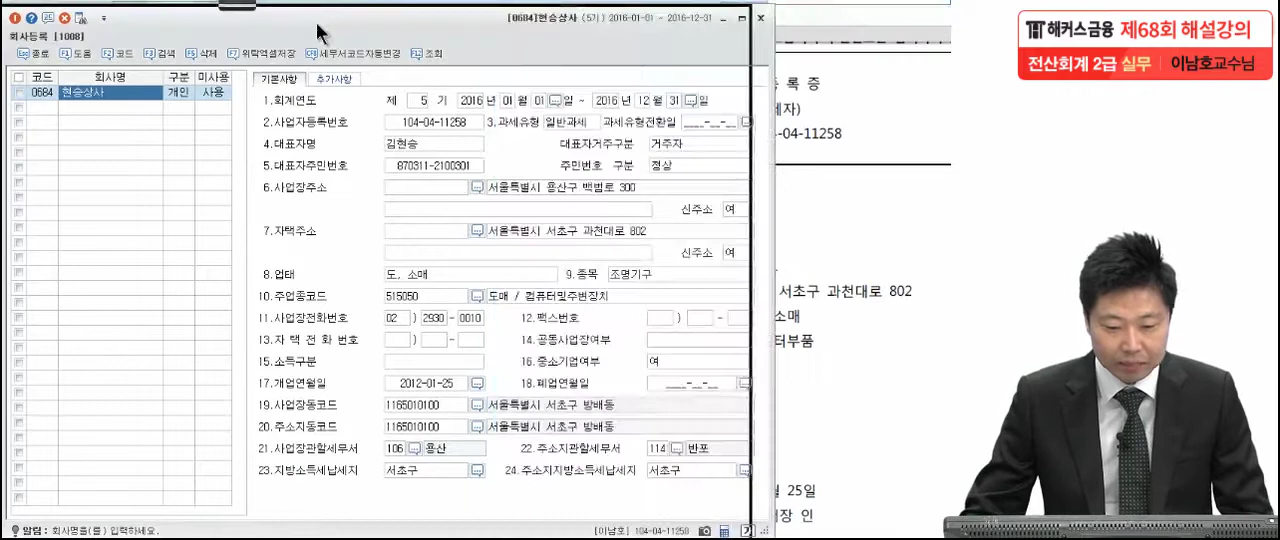 [0684]현승상사 (5기) 2016-01-01 ~ 2016-12-31
회사등록 [1008]
Esc 종료 F1 도움 F2 코드 F3 검색 F5 삭제 F7 위탁엑셀저장 CF8 세무서코드자동변경 F12 조회
코드 회사명 구분 미사용
0684 현승상사 개인 사용
기본사항 추가사항
1.회계연도 제 5 기 2016 년 01 월 01 일 ~ 2016 년 12 월 31 일
2.사업자등록번호 104-04-11258 3.과세유형 일반과세 과세유형전환일 ____-__-__
4.대표자명 김현승 대표자거주구분 거주자
5.대표자주민번호 870311-2100301 주민번호 구분 정상
6.사업장주소 서울특별시 용산구 백범로 300
신주소 여
7.자택주소 서울특별시 서초구 과천대로 802
신주소 여
8.업태 도, 소매 9.종목 조명기구
10.주업종코드 515050 도매 / 컴퓨터및주변장치
11.사업장전화번호 02 ) 2930 - 0010 12.팩스번호 ) -
13.자 택 전 화 번 호 ) - 14.공동사업장여부
15.소득구분 16.중소기업여부 여
17.개업연월일 2012-01-25 18.폐업연월일 ____-__-__
19.사업장동코드 1165010100 서울특별시 서초구 방배동
20.주소지동코드 1165010100 서울특별시 서초구 방배동
21.사업장관할세무서 106 용산 22.주소지관할세무서 114 반포
23.지방소득세납세지 서초구 24.주소지지방소득세납세지 서초구
알림: 회사명을(를) 입력하세요.
[이남호] 104-04-11258
등 록 증
세자)
-04-11258
서초구 과천대로 802
소매
터부품
월 25일
장 인
해커스금융 제68회 해설강의
전산회계 2급 실무 | 이남호교수님